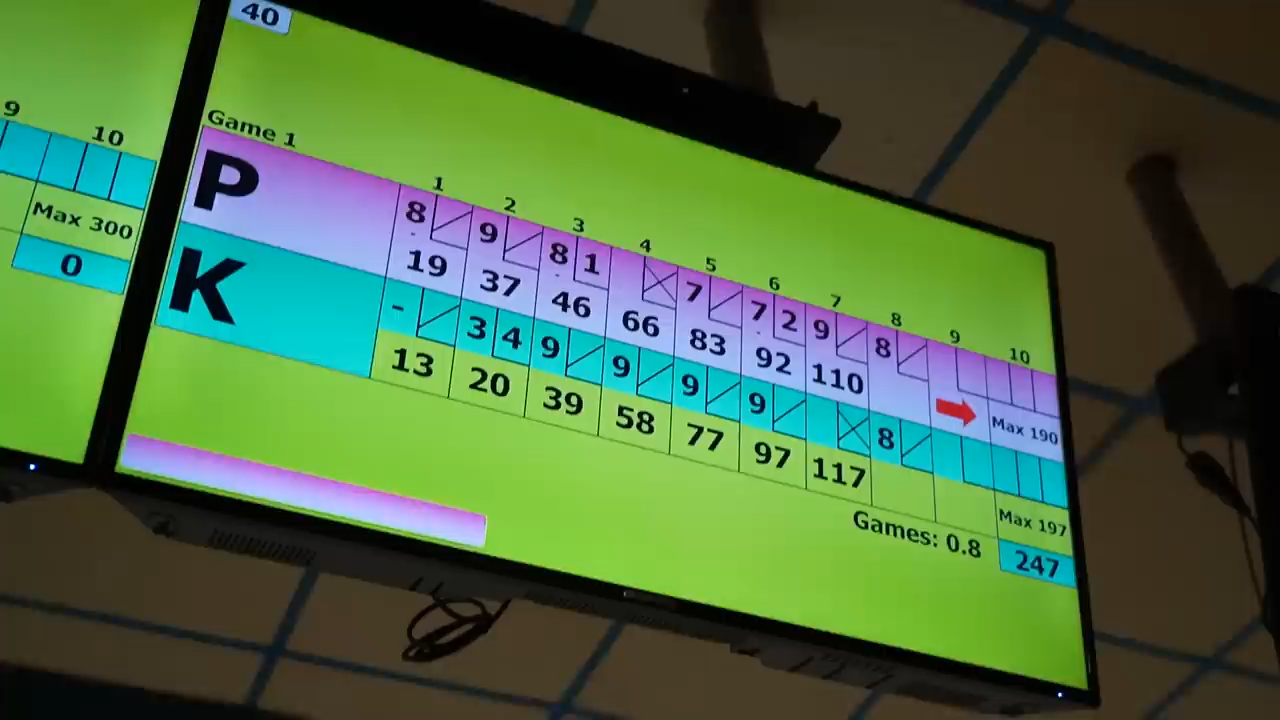 40
9 10
Max 300
0
Game 1
1 2 3 4 5 6 7 8 9 10
P 8 / 9 / 8 1 X 7 / 7 2 9 / 8 /
19 37 46 66 83 92 110 Max 190
K - / 3 4 9 / 9 / 9 / 9 / X 8 /
13 20 39 58 77 97 117 Max 197
Games: 0.8 247